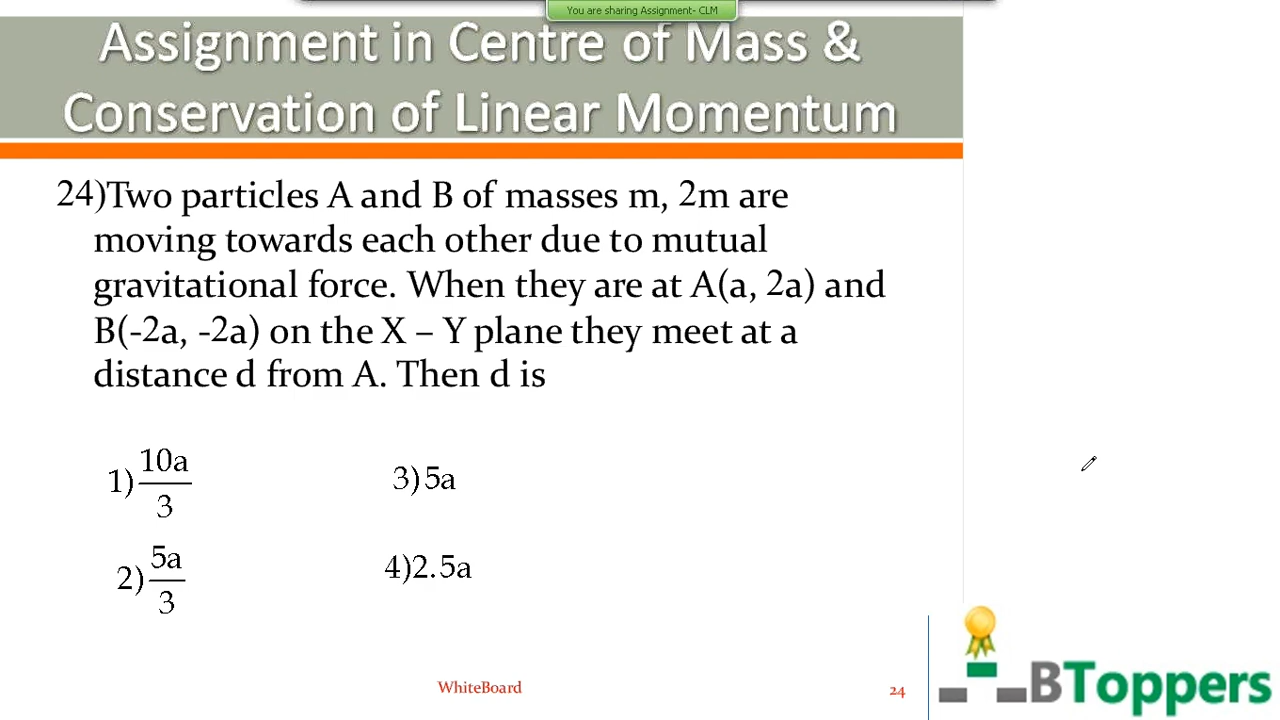 You are sharing Assignment- CLM
Assignment in Centre of Mass &
Conservation of Linear Momentum
24)Two particles A and B of masses m, 2m are
moving towards each other due to mutual
gravitational force. When they are at A(a, 2a) and
B(-2a, -2a) on the X – Y plane they meet at a
distance d from A. Then d is
1) 10a/3
3) 5a
2) 5a/3
4)2.5a
WhiteBoard
24
BToppers